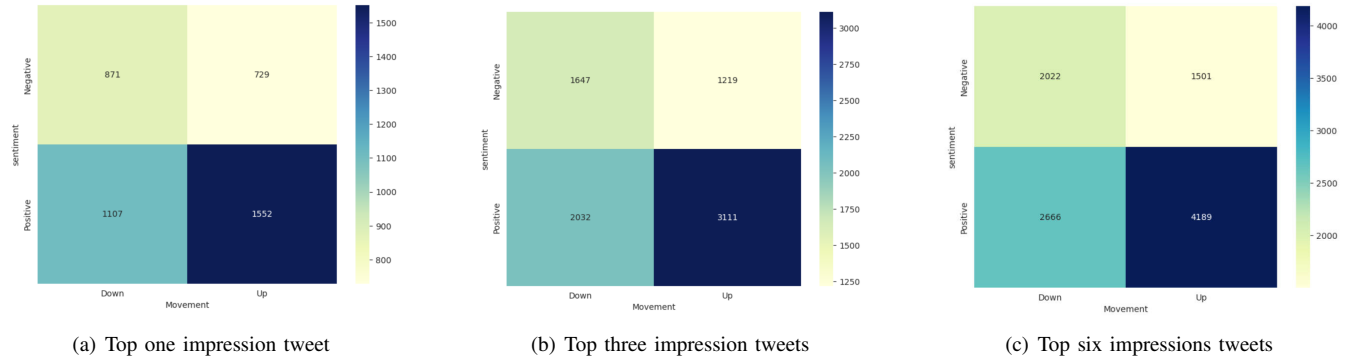 Negative
Positive
sentiment
871
729
1107
1552
Down
Up
Movement
1500
1400
1300
1200
1100
1000
900
800
(a) Top one impression tweet
Negative
Positive
sentiment
1647
1219
2032
3111
Down
Up
Movement
3000
2750
2500
2250
2000
1750
1500
1250
(b) Top three impression tweets
Negative
Positive
sentiment
2022
1501
2666
4189
Down
Up
Movement
4000
3500
3000
2500
2000
(c) Top six impressions tweets